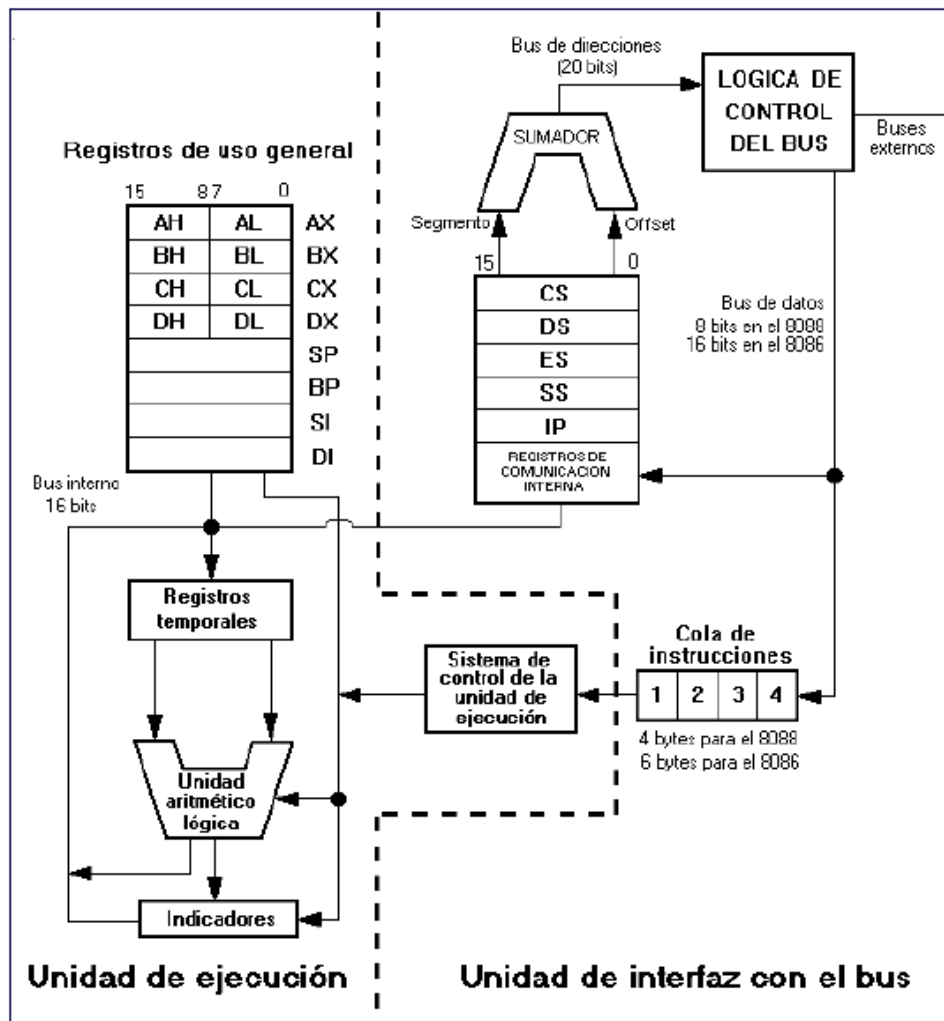 Bus de direcciones
(20 bits)
LOGICA DE
CONTROL
DEL BUS
Buses
externos
SUMADOR
Segmento
Offset
Registros de uso general
15 8 7 0
AH AL AX
BH BL BX
CH CL CX
DH DL DX
SP
BP
SI
DI
15 0
CS
DS
ES
SS
IP
REGISTROS DE
COMUNICACION
INTERNA
Bus de datos
8 bits en el 8088
16 bits en el 8086
Bus interno
16 bits
Registros
temporales
Sistema de
control de la
unidad de
ejecución
Cola de
instrucciones
1 2 3 4
4 bytes para el 8088
6 bytes para el 8086
Unidad
aritmético
lógica
Indicadores
Unidad de ejecución
Unidad de interfaz con el bus